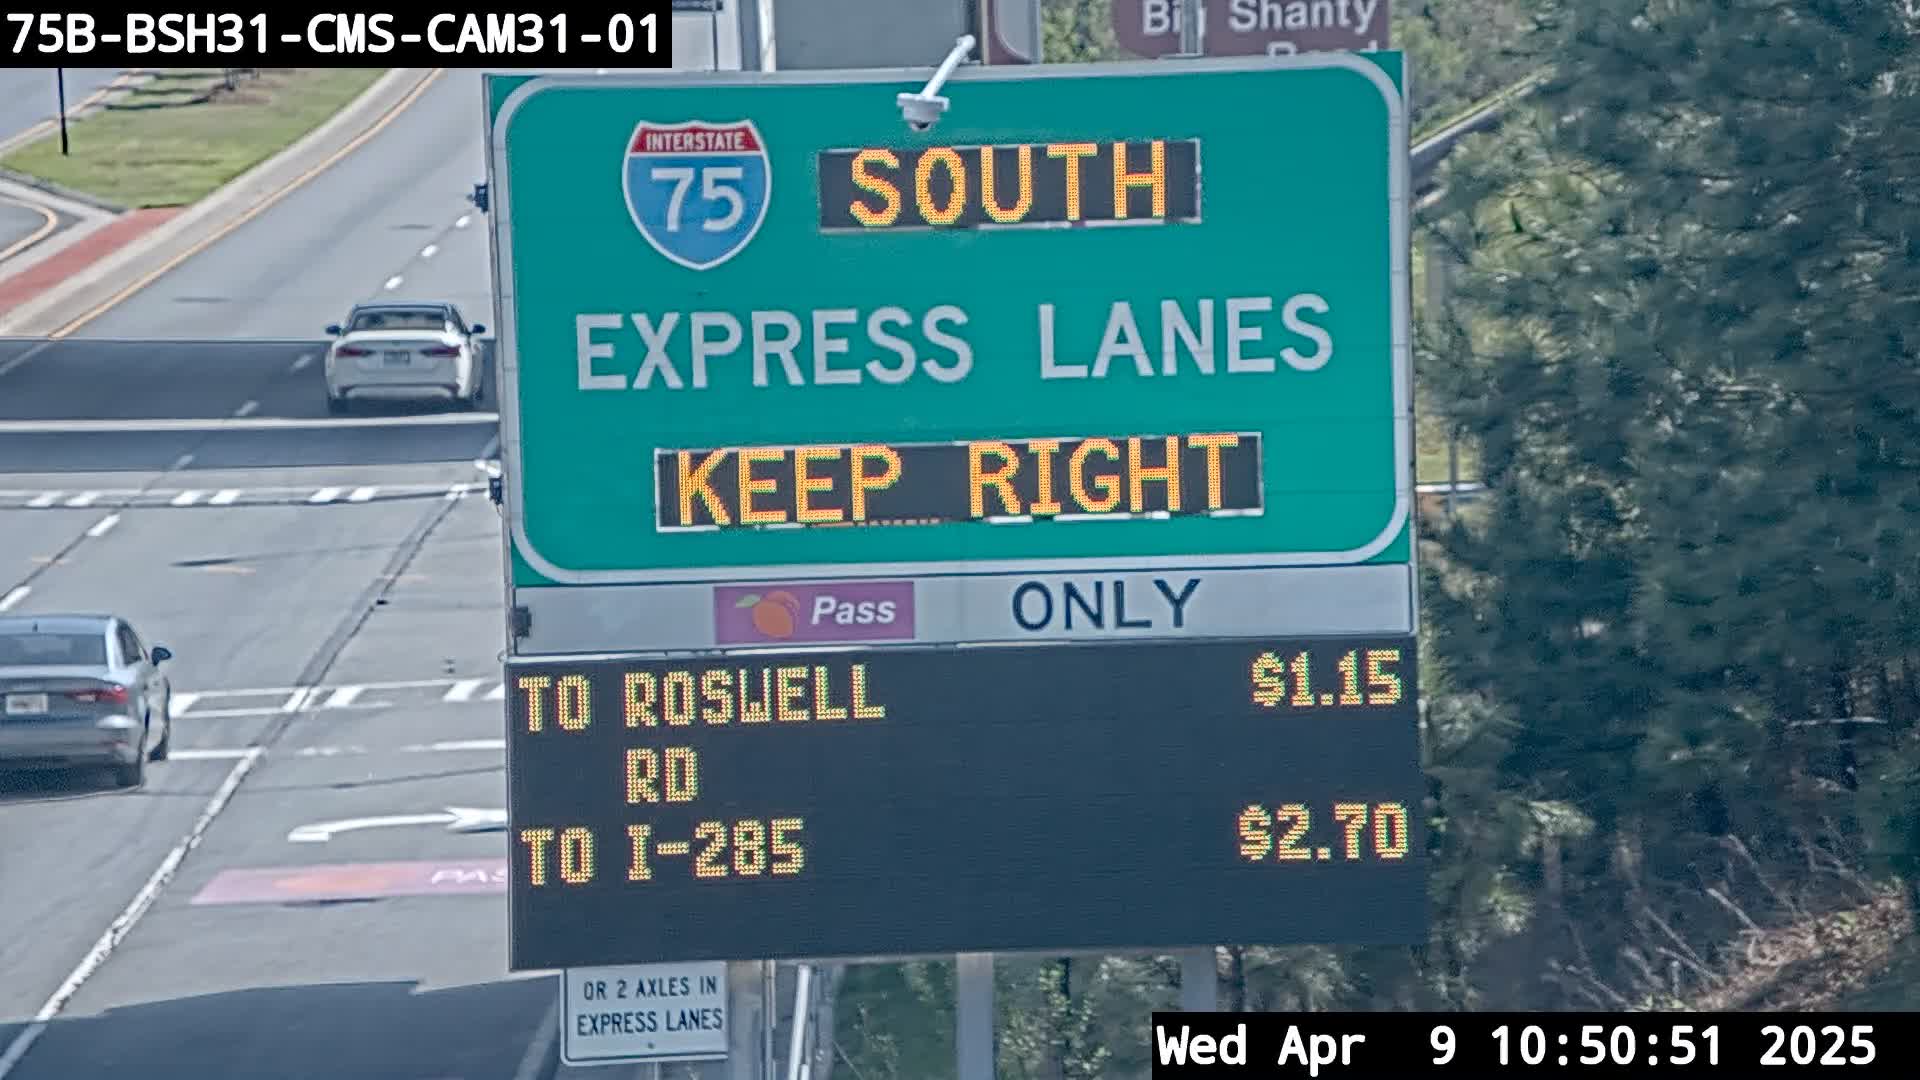 75B-BSH31-CMS-CAM31-01
Big Shanty
Road
INTERSTATE
75
SOUTH
EXPRESS LANES
KEEP RIGHT
Pass
ONLY
TO ROSWELL $1.15
RD
TO I-285 $2.70
PAS
OR 2 AXLES IN
EXPRESS LANES
Wed Apr 9 10:50:51 2025